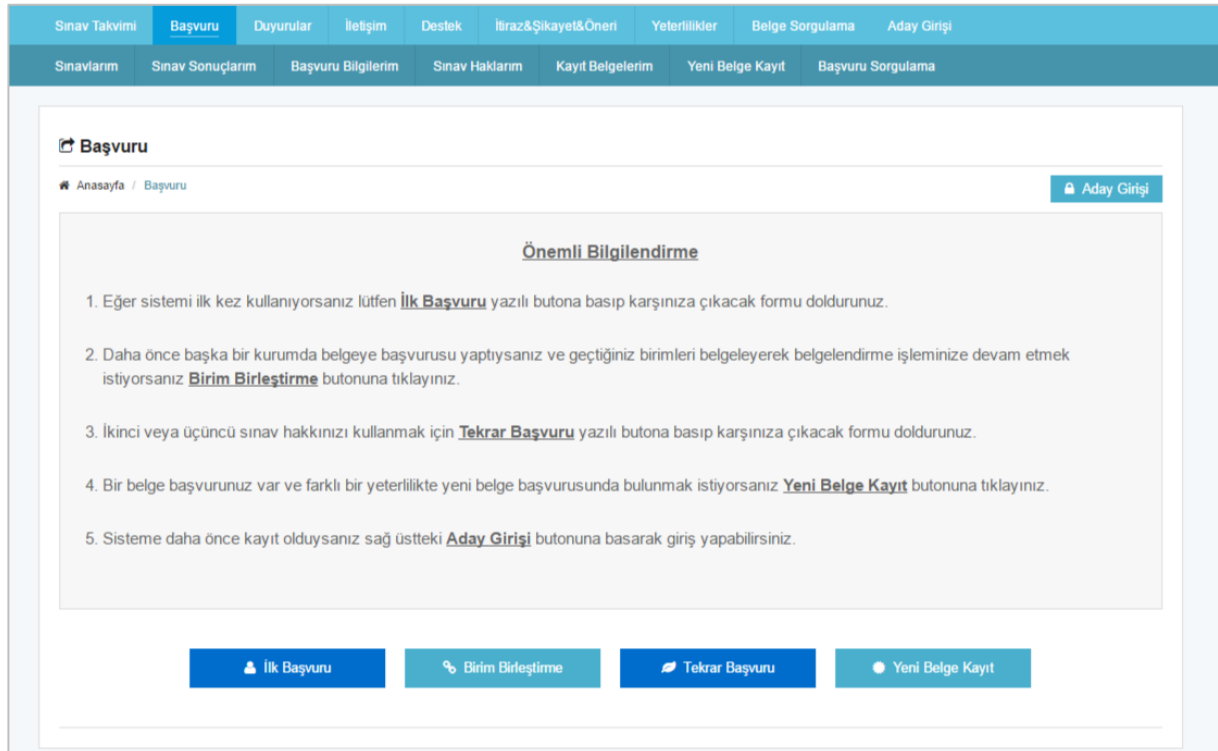 Sınav Takvimi Başvuru Duyurular İletişim Destek İtiraz&Şikayet&Öneri Yeterlilikler Belge Sorgulama Aday Girişi
Sınavlarım Sınav Sonuçlarım Başvuru Bilgilerim Sınav Haklarım Kayıt Belgelerim Yeni Belge Kayıt Başvuru Sorgulama
Başvuru
Anasayfa / Başvuru
Aday Girişi
Önemli Bilgilendirme
1. Eğer sistemi ilk kez kullanıyorsanız lütfen İlk Başvuru yazılı butona basıp karşınıza çıkacak formu doldurunuz.
2. Daha önce başka bir kurumda belgeye başvurusu yaptıysanız ve geçtiğiniz birimleri belgeleyerek belgelendirme işleminize devam etmek
istiyorsanız Birim Birleştirme butonuna tıklayınız.
3. İkinci veya üçüncü sınav hakkınızı kullanmak için Tekrar Başvuru yazılı butona basıp karşınıza çıkacak formu doldurunuz.
4. Bir belge başvurunuz var ve farklı bir yeterlilikte yeni belge başvurusunda bulunmak istiyorsanız Yeni Belge Kayıt butonuna tıklayınız.
5. Sisteme daha önce kayıt olduysanız sağ üstteki Aday Girişi butonuna basarak giriş yapabilirsiniz.
İlk Başvuru Birim Birleştirme Tekrar Başvuru Yeni Belge Kayıt